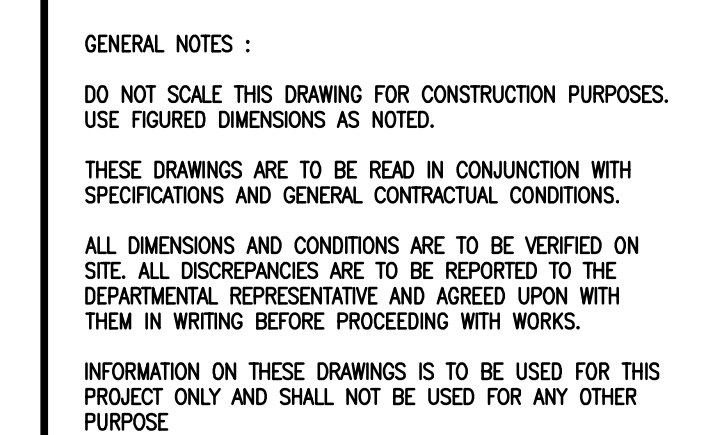 GENERAL NOTES :
DO NOT SCALE THIS DRAWING FOR CONSTRUCTION PURPOSES.
USE FIGURED DIMENSIONS AS NOTED.
THESE DRAWINGS ARE TO BE READ IN CONJUNCTION WITH
SPECIFICATIONS AND GENERAL CONTRACTUAL CONDITIONS.
ALL DIMENSIONS AND CONDITIONS ARE TO BE VERIFIED ON
SITE. ALL DISCREPANCIES ARE TO BE REPORTED TO THE
DEPARTMENTAL REPRESENTATIVE AND AGREED UPON WITH
THEM IN WRITING BEFORE PROCEEDING WITH WORKS.
INFORMATION ON THESE DRAWINGS IS TO BE USED FOR THIS
PROJECT ONLY AND SHALL NOT BE USED FOR ANY OTHER
PURPOSE